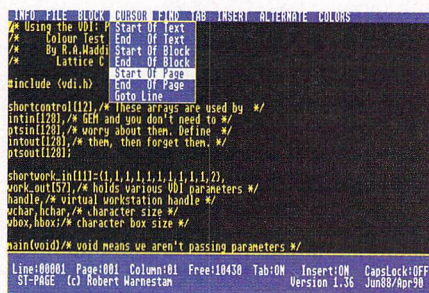 INFO FILE BLOCK CURSOR FIND TAB INSERT ALTERNATE COLORS
/* Using the VDI: P
/* Colour Test
/* By R.A.Waddi
/* Lattice C
Start Of Text
End Of Text
Start Of Block
End Of Block
Start Of Page
End Of Page
Goto Line
#include <vdi.h>
shortcontrol[12],/* These arrays are used by */
intin[128],/* GEM and you don't need to */
ptsin[128],/* worry about them. Define */
intout[128],/* them, then forget them. */
ptsout[128];
shortwork_in[11]={1,1,1,1,1,1,1,1,1,1,2},
work_out[57],/* holds various VDI parameters */
handle,/* virtual workstation handle */
wchar,hchar,/* character size */
wbox,hbox;/* character box size */
main(void)/* void means we aren't passing parameters */
Line:00001 Page:001 Column:01 Free:10430 Tab:ON Insert:ON CapsLock:OFF
ST-PAGE (c) Robert Warnestam Version 1.36 Jun88/Apr90